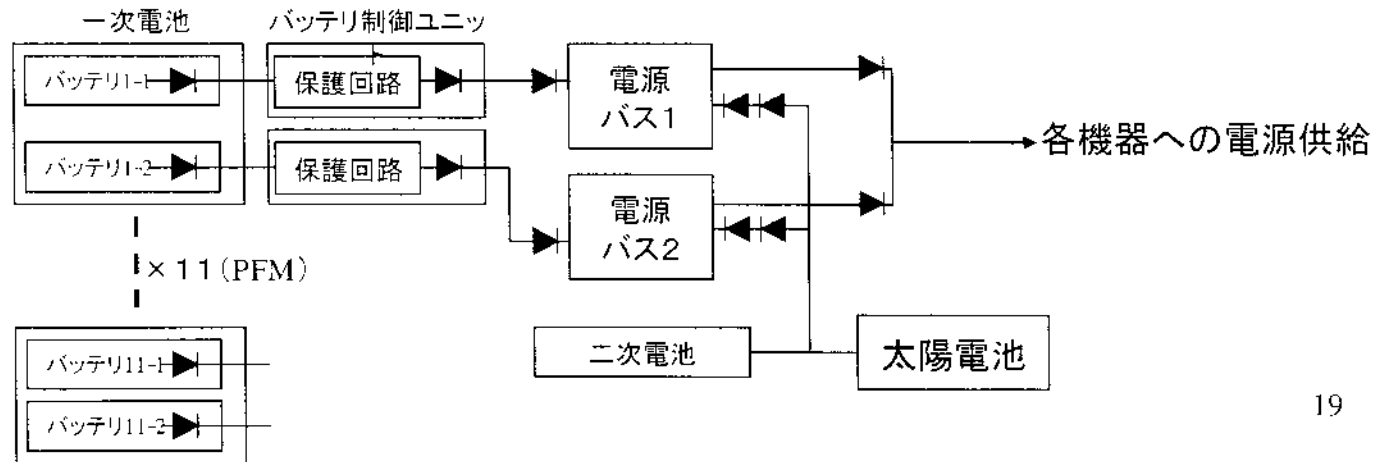 一次電池
バッテリ制御ユニッ
バッテリ1-1
保護回路
電源
バス1
バッテリ1-2
保護回路
電源
バス2
各機器への電源供給
×11(PFM)
二次電池
太陽電池
バッテリ11-1
バッテリ11-2
19